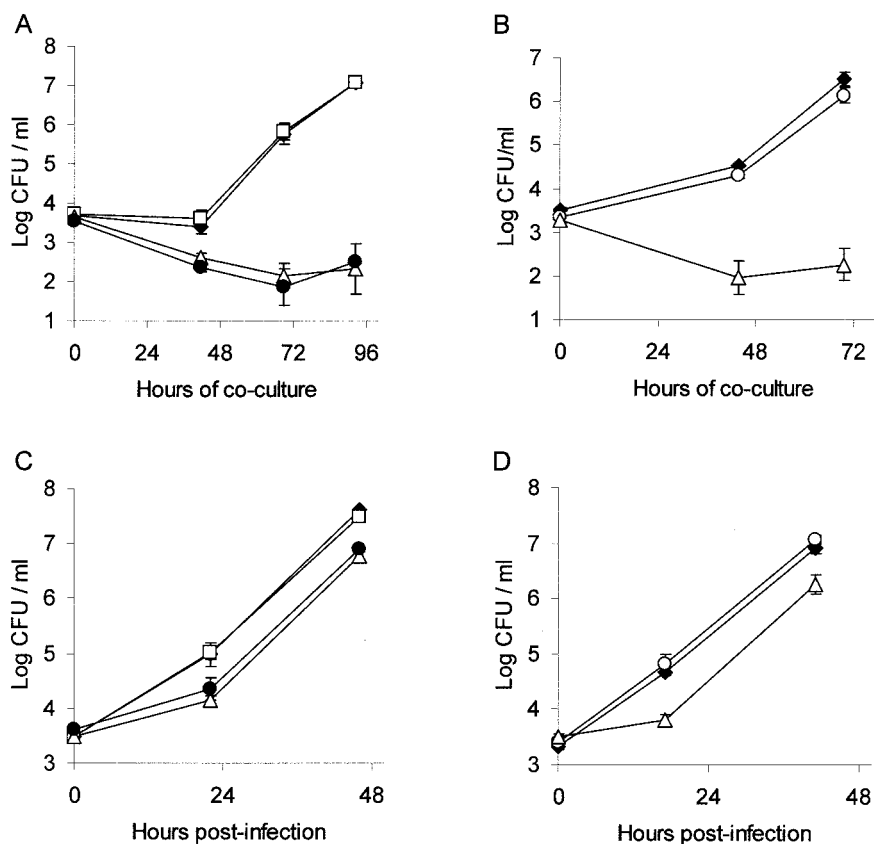 A
8
7
6
5
4
3
2
1
Log CFU / ml
0 24 48 72 96
Hours of co-culture
B
7
6
5
4
3
2
1
Log CFU/ml
0 24 48 72
Hours of co-culture
C
8
7
6
5
4
3
Log CFU / ml
0 24 48
Hours post-infection
D
8
7
6
5
4
3
Log CFU / ml
0 24 48
Hours post-infection